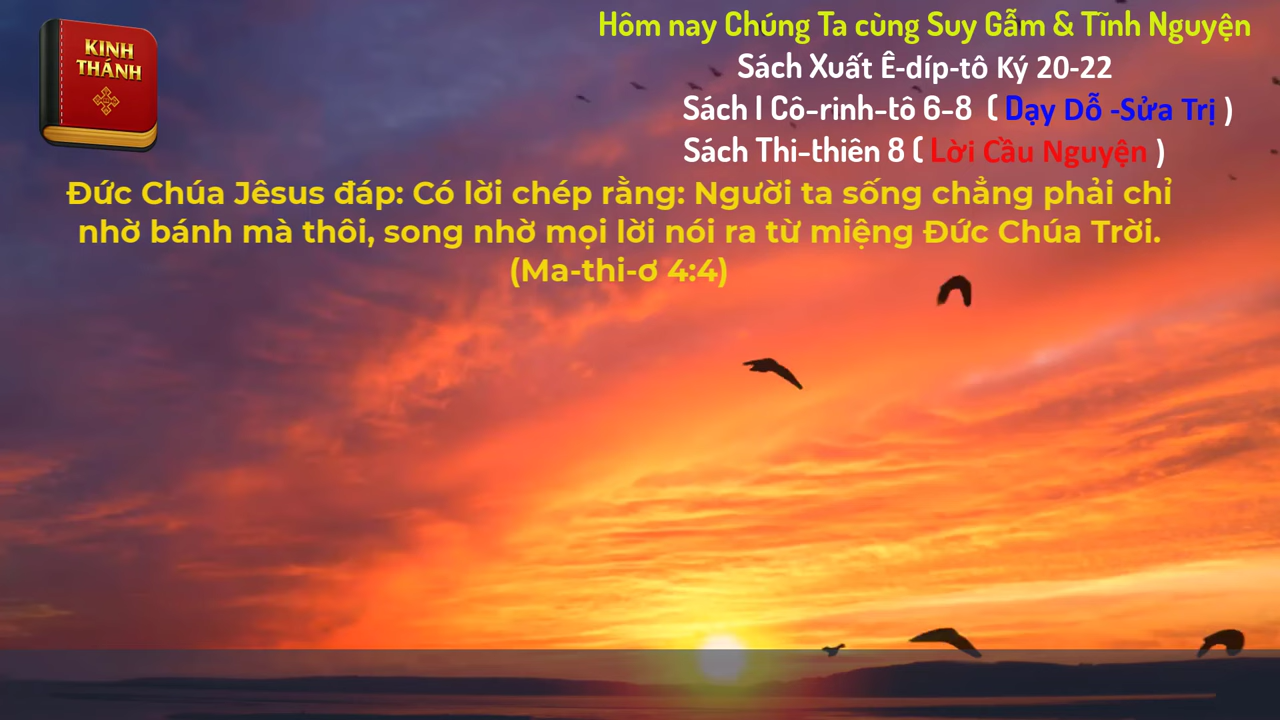 KINH
THÁNH
Hôm nay Chúng Ta cùng Suy Gẫm & Tĩnh Nguyện
Sách Xuất Ê-díp-tô Ký 20-22
Sách I Cô-rinh-tô 6-8 ( Dạy Dỗ -Sửa Trị )
Sách Thi-thiên 8 ( Lời Cầu Nguyện )
Đức Chúa Jêsus đáp: Có lời chép rằng: Người ta sống chẳng phải chỉ
nhờ bánh mà thôi, song nhờ mọi lời nói ra từ miệng Đức Chúa Trời.
(Ma-thi-ơ 4:4)